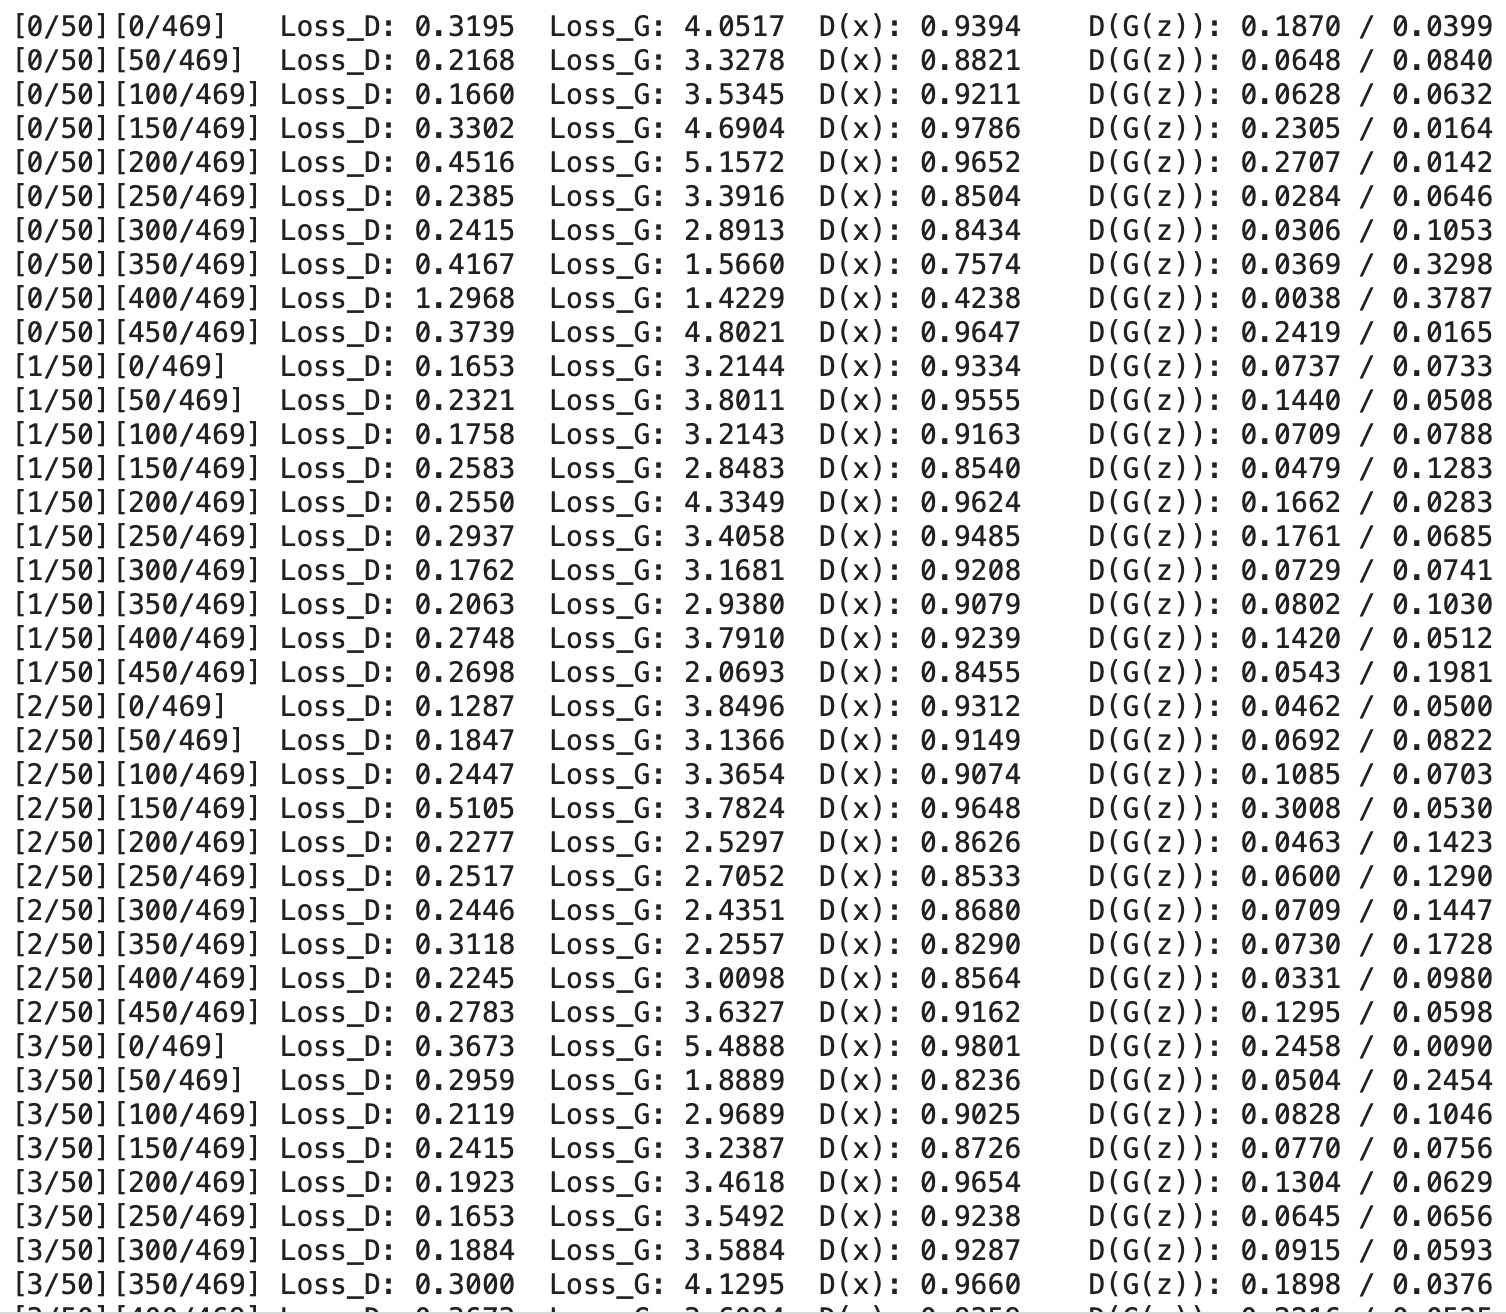 [0/50][0/469]   Loss_D: 0.3195  Loss_G: 4.0517  D(x): 0.9394    D(G(z)): 0.1870 / 0.0399
[0/50][50/469]  Loss_D: 0.2168  Loss_G: 3.3278  D(x): 0.8821    D(G(z)): 0.0648 / 0.0840
[0/50][100/469] Loss_D: 0.1660  Loss_G: 3.5345  D(x): 0.9211    D(G(z)): 0.0628 / 0.0632
[0/50][150/469] Loss_D: 0.3302  Loss_G: 4.6904  D(x): 0.9786    D(G(z)): 0.2305 / 0.0164
[0/50][200/469] Loss_D: 0.4516  Loss_G: 5.1572  D(x): 0.9652    D(G(z)): 0.2707 / 0.0142
[0/50][250/469] Loss_D: 0.2385  Loss_G: 3.3916  D(x): 0.8504    D(G(z)): 0.0284 / 0.0646
[0/50][300/469] Loss_D: 0.2415  Loss_G: 2.8913  D(x): 0.8434    D(G(z)): 0.0306 / 0.1053
[0/50][350/469] Loss_D: 0.4167  Loss_G: 1.5660  D(x): 0.7574    D(G(z)): 0.0369 / 0.3298
[0/50][400/469] Loss_D: 1.2968  Loss_G: 1.4229  D(x): 0.4238    D(G(z)): 0.0038 / 0.3787
[0/50][450/469] Loss_D: 0.3739  Loss_G: 4.8021  D(x): 0.9647    D(G(z)): 0.2419 / 0.0165
[1/50][0/469]   Loss_D: 0.1653  Loss_G: 3.2144  D(x): 0.9334    D(G(z)): 0.0737 / 0.0733
[1/50][50/469]  Loss_D: 0.2321  Loss_G: 3.8011  D(x): 0.9555    D(G(z)): 0.1440 / 0.0508
[1/50][100/469] Loss_D: 0.1758  Loss_G: 3.2143  D(x): 0.9163    D(G(z)): 0.0709 / 0.0788
[1/50][150/469] Loss_D: 0.2583  Loss_G: 2.8483  D(x): 0.8540    D(G(z)): 0.0479 / 0.1283
[1/50][200/469] Loss_D: 0.2550  Loss_G: 4.3349  D(x): 0.9624    D(G(z)): 0.1662 / 0.0283
[1/50][250/469] Loss_D: 0.2937  Loss_G: 3.4058  D(x): 0.9485    D(G(z)): 0.1761 / 0.0685
[1/50][300/469] Loss_D: 0.1762  Loss_G: 3.1681  D(x): 0.9208    D(G(z)): 0.0729 / 0.0741
[1/50][350/469] Loss_D: 0.2063  Loss_G: 2.9380  D(x): 0.9079    D(G(z)): 0.0802 / 0.1030
[1/50][400/469] Loss_D: 0.2748  Loss_G: 3.7910  D(x): 0.9239    D(G(z)): 0.1420 / 0.0512
[1/50][450/469] Loss_D: 0.2698  Loss_G: 2.0693  D(x): 0.8455    D(G(z)): 0.0543 / 0.1981
[2/50][0/469]   Loss_D: 0.1287  Loss_G: 3.8496  D(x): 0.9312    D(G(z)): 0.0462 / 0.0500
[2/50][50/469]  Loss_D: 0.1847  Loss_G: 3.1366  D(x): 0.9149    D(G(z)): 0.0692 / 0.0822
[2/50][100/469] Loss_D: 0.2447  Loss_G: 3.3654  D(x): 0.9074    D(G(z)): 0.1085 / 0.0703
[2/50][150/469] Loss_D: 0.5105  Loss_G: 3.7824  D(x): 0.9648    D(G(z)): 0.3008 / 0.0530
[2/50][200/469] Loss_D: 0.2277  Loss_G: 2.5297  D(x): 0.8626    D(G(z)): 0.0463 / 0.1423
[2/50][250/469] Loss_D: 0.2517  Loss_G: 2.7052  D(x): 0.8533    D(G(z)): 0.0600 / 0.1290
[2/50][300/469] Loss_D: 0.2446  Loss_G: 2.4351  D(x): 0.8680    D(G(z)): 0.0709 / 0.1447
[2/50][350/469] Loss_D: 0.3118  Loss_G: 2.2557  D(x): 0.8290    D(G(z)): 0.0730 / 0.1728
[2/50][400/469] Loss_D: 0.2245  Loss_G: 3.0098  D(x): 0.8564    D(G(z)): 0.0331 / 0.0980
[2/50][450/469] Loss_D: 0.2783  Loss_G: 3.6327  D(x): 0.9162    D(G(z)): 0.1295 / 0.0598
[3/50][0/469]   Loss_D: 0.3673  Loss_G: 5.4888  D(x): 0.9801    D(G(z)): 0.2458 / 0.0090
[3/50][50/469]  Loss_D: 0.2959  Loss_G: 1.8889  D(x): 0.8236    D(G(z)): 0.0504 / 0.2454
[3/50][100/469] Loss_D: 0.2119  Loss_G: 2.9689  D(x): 0.9025    D(G(z)): 0.0828 / 0.1046
[3/50][150/469] Loss_D: 0.2415  Loss_G: 3.2387  D(x): 0.8726    D(G(z)): 0.0770 / 0.0756
[3/50][200/469] Loss_D: 0.1923  Loss_G: 3.4618  D(x): 0.9654    D(G(z)): 0.1304 / 0.0629
[3/50][250/469] Loss_D: 0.1653  Loss_G: 3.5492  D(x): 0.9238    D(G(z)): 0.0645 / 0.0656
[3/50][300/469] Loss_D: 0.1884  Loss_G: 3.5884  D(x): 0.9287    D(G(z)): 0.0915 / 0.0593
[3/50][350/469] Loss_D: 0.3000  Loss_G: 4.1295  D(x): 0.9660    D(G(z)): 0.1898 / 0.0376